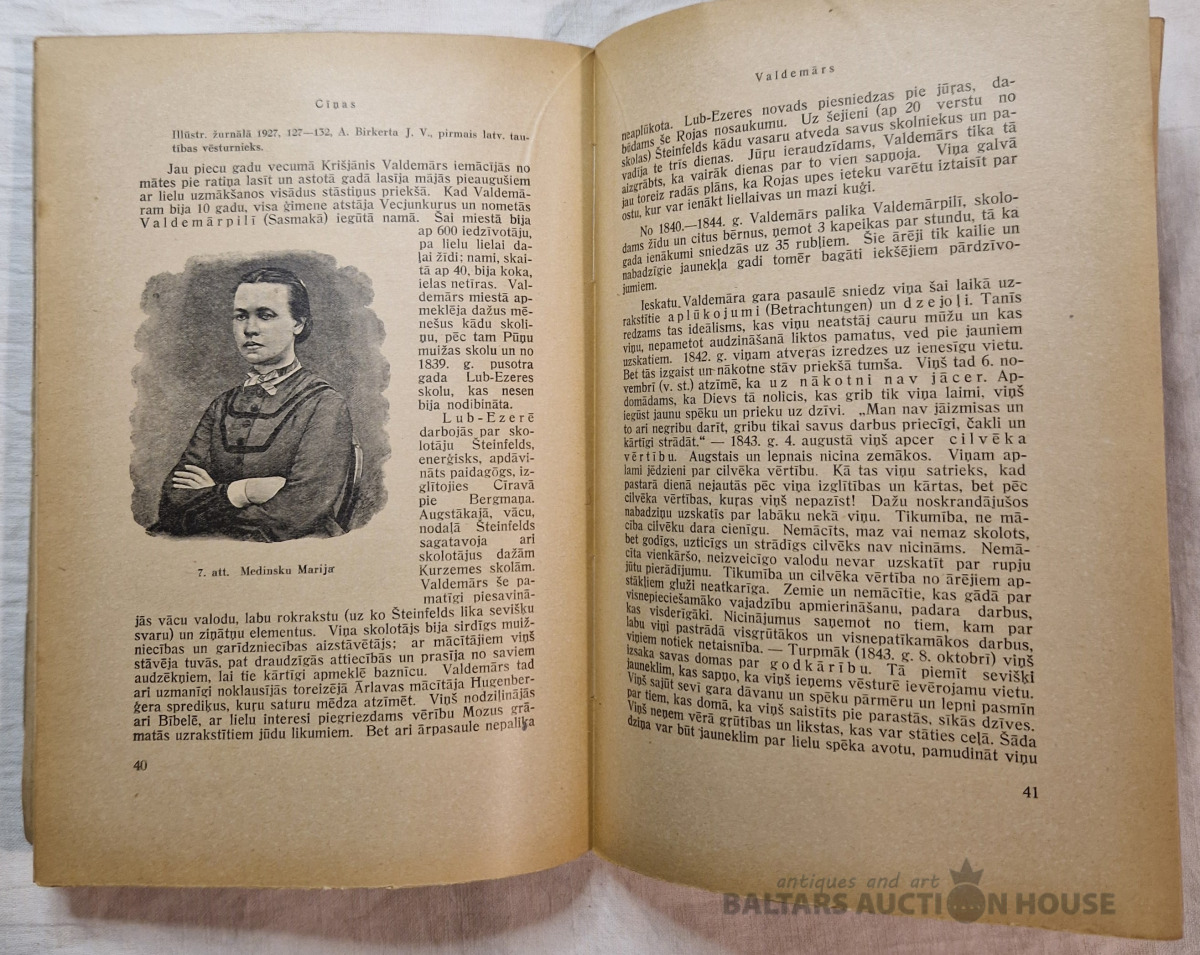 Cīņas
Illūstr. žurnālā 1927, 127—132, A. Birkerta J. V., pirmais latv. tau-
tības vēsturnieks.
Jau piecu gadu vecumā Krišjānis Valdemārs iemācījās no
mātes pie ratiņa lasīt un astotā gadā lasīja mājās pieaugušiem
ar lielu uzmākšanos visādus stāstiņus priekšā. Kad Valdemā-
ram bija 10 gadu, visa ģimene atstāja Vecjunkurus un nometās
Valdemārpilī (Sasmakā) iegūtā namā. Šai miestā bija
ap 600 iedzīvotāju,
pa lielu lielai da-
ļai žīdi; nami, skai-
tā ap 40, bija koka,
ielas netīras. Val-
demārs miestā ap-
meklēja dažus mē-
nešus kādu skoli-
ņu, pēc tam Pūņu
muižas skolu un no
1839. g. pusotra
gada Lub-Ezeres
skolu, kas nesen
bija nodibināta.
Lub-Ezerē
darbojās par sko-
lotāju Šteinfelds,
enerģisks, apdāvi-
nāts paidagōgs, iz-
glītojies Cīravā
pie Bergmaņa.
Augstākajā, vācu,
nodaļā Šteinfelds
sagatavoja ari
skolotājus dažām
Kurzemes skolām.
Valdemārs še pa-
matīgi piesavinā-
7. att. Medinsku Marija
jās vācu valodu, labu rokrakstu (uz ko Šteinfelds lika sevišķu
svaru) un ziņātņu elementus. Viņa skolotājs bija sirdīgs muiž-
niecības un garīdzniecības aizstāvētājs; ar mācītājiem viņš
stāvēja tuvās, pat draudzīgās attiecībās un prasīja no saviem
audzēkņiem, lai tie kārtīgi apmeklē baznīcu. Valdemārs tad
ari uzmanīgi noklausījās toreizējā Ārlavas mācītāja Hugenber-
ģera spredikus, kuŗu saturu mēdza atzīmēt. Viņš nodziļinājās
ari Bībelē, ar lielu interesi piegriezdams vērību Mozus grā-
matās uzrakstītiem jūdu likumiem. Bet ari ārpasaule nepalika
40
Valdemārs
neaplūkota. Lub-Ezeres novads piesniedzas pie jūŗas, da-
būdams še Rojas nosaukumu. Uz šejieni (ap 20 verstu no
skolas) Šteinfelds kādu vasaru atveda savus skolniekus un pa-
vadīja te trīs dienas. Jūŗu ieraudzīdams, Valdemārs tika tā
aizgrābts, ka vairāk dienas par to vien sapņoja. Viņa galvā
jau toreiz radās plāns, ka Rojas upes ieteku varētu iztaisīt par
ostu, kur var ienākt liellaivas un mazi kuģi.
No 1840.—1844. g. Valdemārs palika Valdemārpilī, skolo-
dams žīdu un citus bērnus, ņemot 3 kapeikas par stundu, tā ka
gada ienākumi sniedzās uz 35 rubļiem. Šie ārēji tik kailie un
nabadzīgie jaunekļa gadi tomēr bagāti iekšējiem pārdzīvo-
jumiem.
Ieskatu Valdemāra gara pasaulē sniedz viņa šai laikā uz-
rakstītie aplūkojumi (Betrachtungen) un dzejoļi. Tanīs
redzams tas ideālisms, kas viņu neatstāj cauru mūžu un kas
viņu, nepametot audzināšanā liktos pamatus, ved pie jauniem
uzskatiem. 1842. g. viņam atveŗas izredzes uz ienesīgu vietu.
Bet tās izgaist un nākotne stāv priekšā tumša. Viņš tad 6. no-
vembrī (v. st.) atzīmē, ka uz nākotni nav jācer. Ap-
domādams, ka Dievs tā nolicis, kas grib tik viņa laimi, viņš
iegūst jaunu spēku un prieku uz dzīvi. „Man nav jāizmisas un
to ari negribu darīt, gribu tikai savus darbus priecīgi, čakli un
kārtīgi strādāt.“ — 1843. g. 4. augustā viņš apcer cilvēka
vērtību. Augstais un lepnais nicina zemākos. Viņam ap-
lami jēdzieni par cilvēka vērtību. Kā tas viņu satrieks, kad
pastarā dienā nejautās pēc viņa izglītības un kārtas, bet pēc
cilvēka vērtības, kuŗas viņš nepazīst! Dažu noskrandājušos
nabadziņu uzskatīs par labāku nekā viņu. Tikumība, ne mā-
cība cilvēku dara cienīgu. Nemācīts, maz vai nemaz skolots,
bet godīgs, uzticīgs un strādīgs cilvēks nav nicināms. Nemā-
cīta vienkāršo, neizveicīgo valodu nevar uzskatīt par rupju
jūtu pierādījumu. Tikumība un cilvēka vērtība no ārējiem ap-
stākļiem gluži neatkarīga. Zemie un nemācītie, kas gādā par
visnepieciešamāko vajadzību apmierināšanu, padara darbus,
kas visderīgāki. Nicinājumus saņemot no tiem, kam par
labu viņi pastrādā visgrūtākos un visnepatīkamākos darbus,
viņiem notiek netaisnība. — Turpmāk (1843. g. 8. oktobrī) viņš
izsaka savas domas par godkārību. Tā piemīt sevišķi
jauneklim, kas sapņo, ka viņš ieņems vēsturē ievērojamu vietu.
Viņš sajūt sevi gara dāvanu un spēku pārmēru un lepni pasmīn
par tiem, kas domā, ka viņš saistīts pie parastās, sīkās dzīves.
Viņš neņem vērā grūtības un likstas, kas var stāties ceļā. Šāda
dziņa var būt jauneklim par lielu spēka avotu, pamudināt viņu
41
antiques and art
BALTARS AUCTION HOUSE